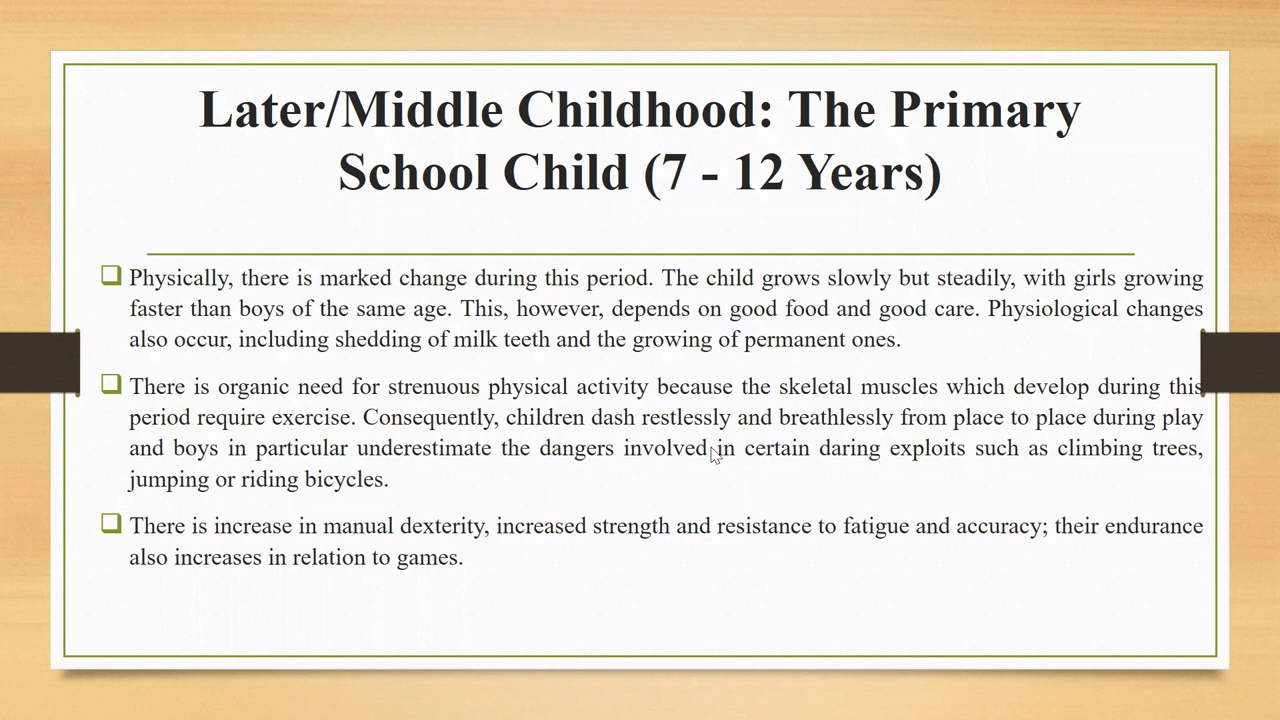 Later/Middle Childhood: The Primary
School Child (7 - 12 Years)
Physically, there is marked change during this period. The child grows slowly but steadily, with girls growing
faster than boys of the same age. This, however, depends on good food and good care. Physiological changes
also occur, including shedding of milk teeth and the growing of permanent ones.
There is organic need for strenuous physical activity because the skeletal muscles which develop during this
period require exercise. Consequently, children dash restlessly and breathlessly from place to place during play
and boys in particular underestimate the dangers involved in certain daring exploits such as climbing trees,
jumping or riding bicycles.
There is increase in manual dexterity, increased strength and resistance to fatigue and accuracy; their endurance
also increases in relation to games.